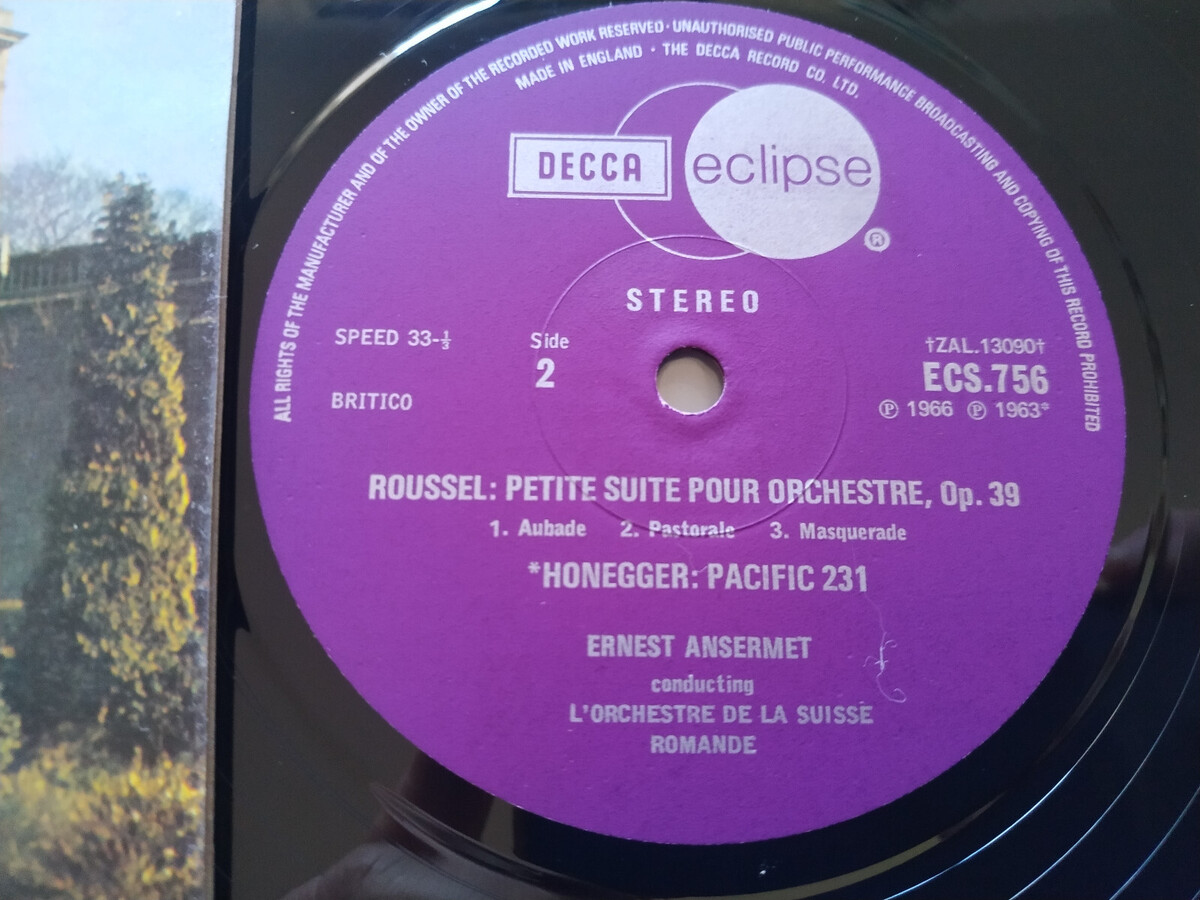 ALL RIGHTS OF THE MANUFACTURER AND OF THE OWNER OF THE RECORDED WORK RESERVED · UNAUTHORISED PUBLIC PERFORMANCE BROADCASTING AND COPYING OF THIS RECORD PROHIBITED
MADE IN ENGLAND · THE DECCA RECORD CO. LTD.
DECCA eclipse ®
STEREO
SPEED 33-⅓
Side
2
BRITICO
†ZAL.13090†
ECS.756
℗ 1966 ℗ 1963*
ROUSSEL: PETITE SUITE POUR ORCHESTRE, Op. 39
1. Aubade 2. Pastorale 3. Masquerade
*HONEGGER: PACIFIC 231
ERNEST ANSERMET
conducting
L'ORCHESTRE DE LA SUISSE
ROMANDE